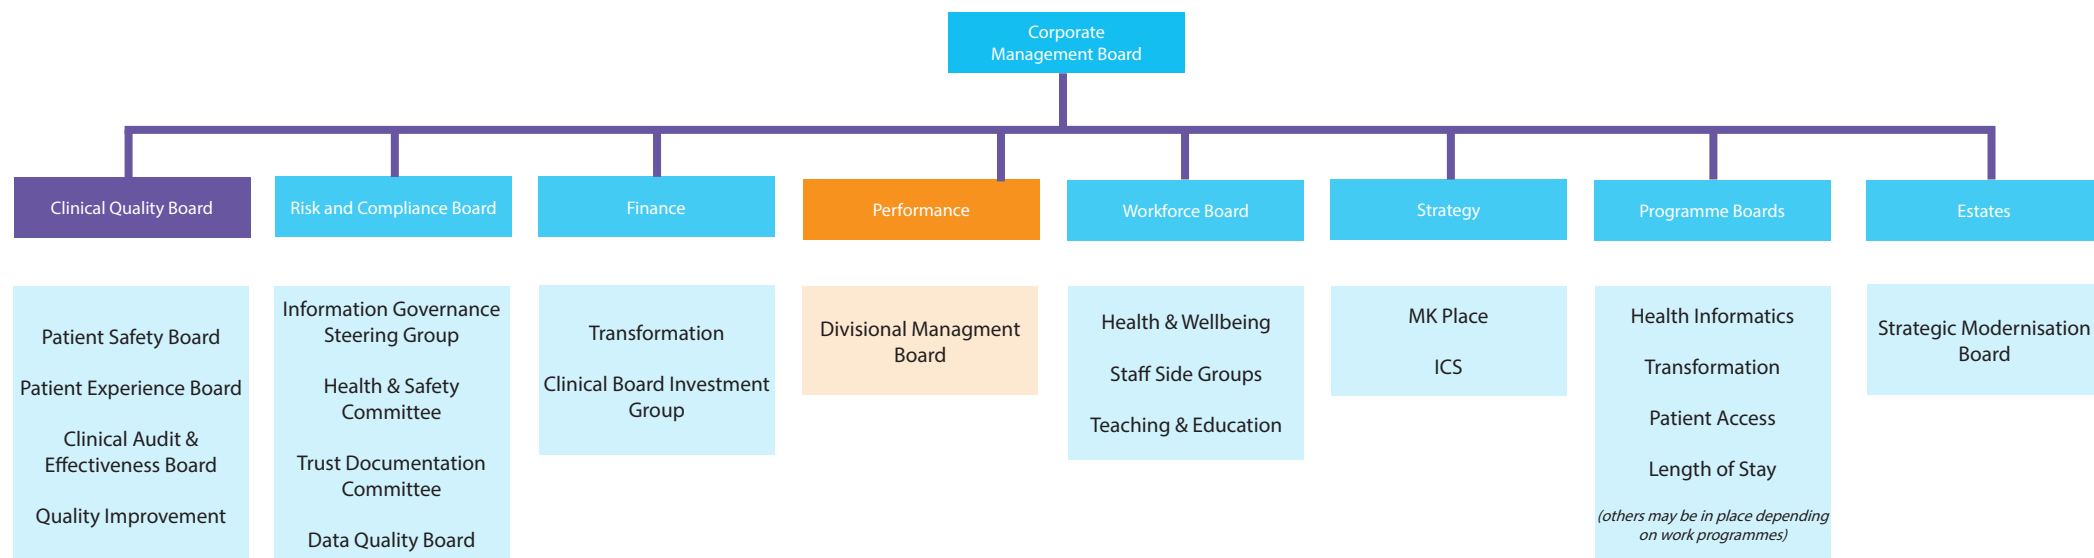 Corporate
Management Board
Clinical Quality Board
Risk and Compliance Board
Finance
Performance
Workforce Board
Strategy
Programme Boards
Estates
Patient Safety Board
Patient Experience Board
Clinical Audit &
Effectiveness Board
Quality Improvement
Information Governance
Steering Group
Health & Safety
Committee
Trust Documentation
Committee
Data Quality Board
Transformation
Clinical Board Investment
Group
Divisional Managment
Board
Health & Wellbeing
Staff Side Groups
Teaching & Education
MK Place
ICS
Health Informatics
Transformation
Patient Access
Length of Stay
(others may be in place depending
on work programmes)
Strategic Modernisation
Board